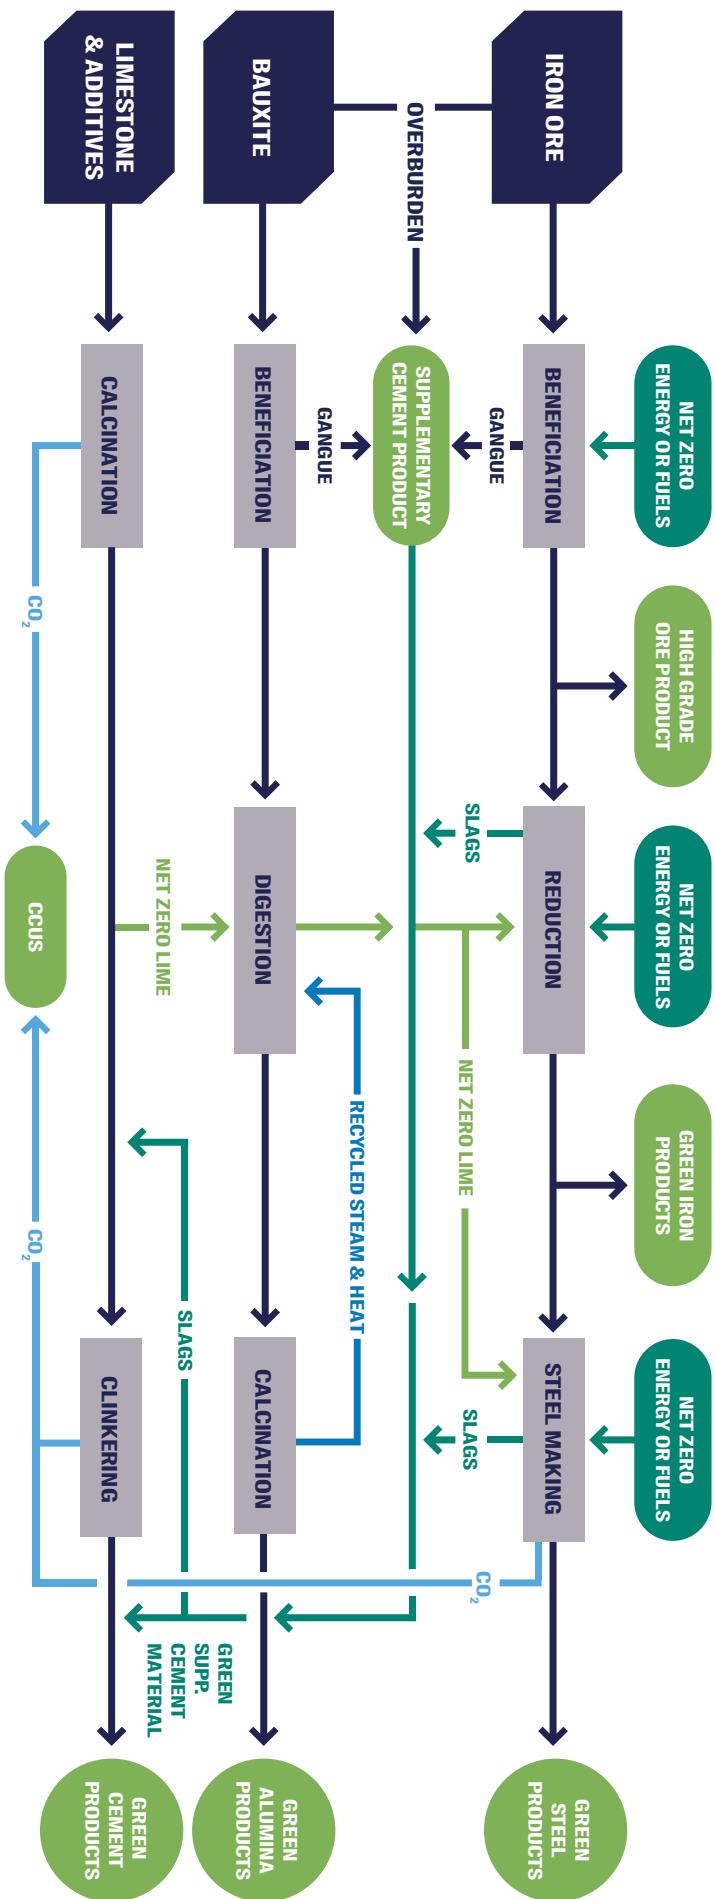 IRON ORE
OVERBURDEN
BAUXITE
LIMESTONE
& ADDITIVES
NET ZERO
ENERGY OR FUELS
BENEFICIATION
GANGUE
SUPPLEMENTARY
CEMENT PRODUCT
GANGUE
BENEFICIATION
CALCINATION
CO₂
HIGH GRADE
ORE PRODUCT
NET ZERO
ENERGY OR FUELS
REDUCTION
SLAGS
DIGESTION
NET ZERO LIME
CCUS
GREEN IRON
PRODUCTS
NET ZERO LIME
RECYCLED STEAM & HEAT
SLAGS
CO₂
NET ZERO
ENERGY OR FUELS
STEEL MAKING
SLAGS
CALCINATION
CLINKERING
CO₂
GREEN
SUPP.
CEMENT
MATERIAL
GREEN
STEEL
PRODUCTS
GREEN
ALUMINA
PRODUCTS
GREEN
CEMENT
PRODUCTS